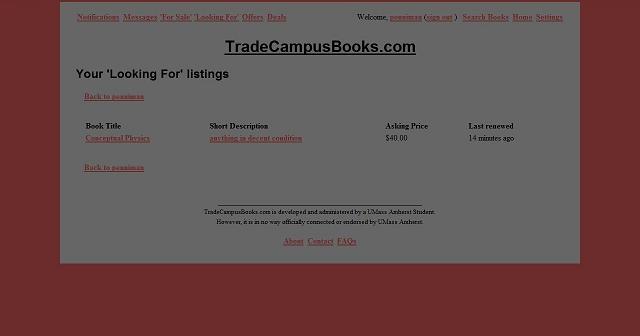 Notifications Messages 'For Sale' 'Looking For' Offers Deals Welcome, penniman (sign out ) Search Books Home Settings
TradeCampusBooks.com
Your 'Looking For' listings
Back to penniman
Book Title Short Description Asking Price Last renewed
Conceptual Physics anything in decent condition $40.00 14 minutes ago
Back to penniman
TradeCampusBooks.com is developed and administered by a UMass Amherst Student.
However, it is in no way officially connected or endorsed by UMass Amherst.
About Contact FAQs